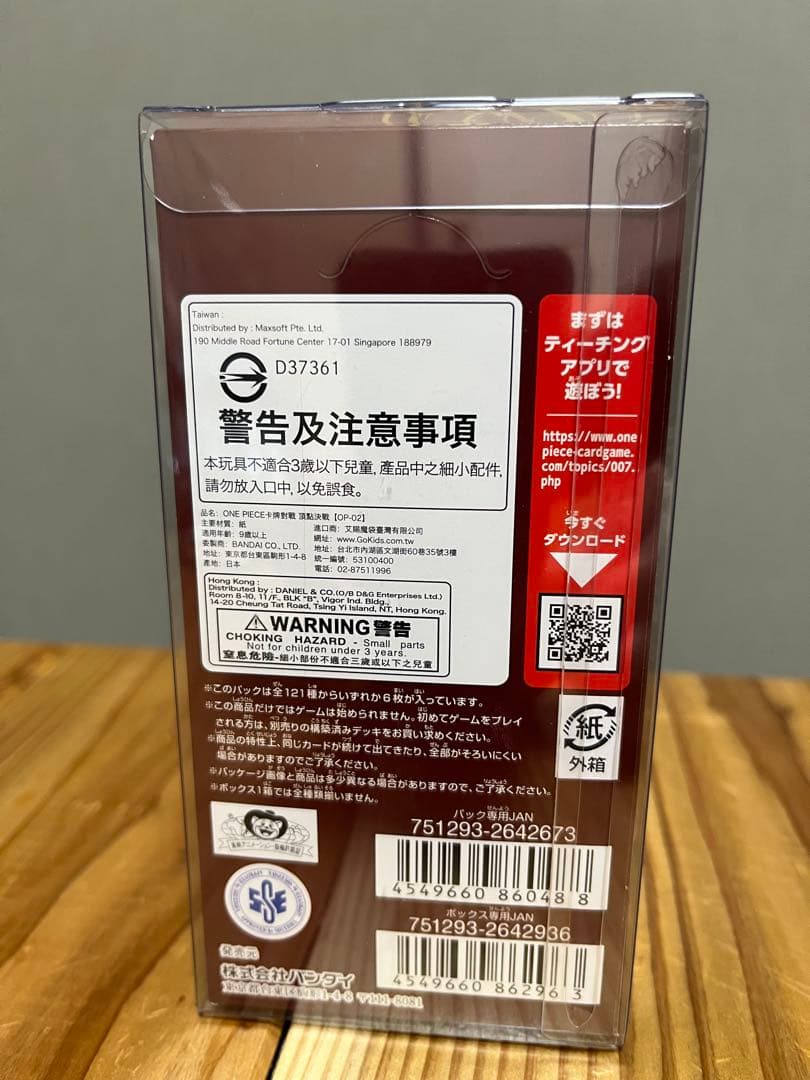 Taiwan :
Distributed by : Maxsoft Pte. Ltd.
190 Middle Road Fortune Center 17-01 Singapore 188979
D37361
警告及注意事項
本玩具不適合3歲以下兒童, 產品中之細小配件,
請勿放入口中, 以免誤食。
品名: ONE PIECE卡牌對戰 頂點決戰【OP-02】
主要材質: 紙
適用年齡: 9歲以上
委製商: BANDAI CO., LTD.
地址: 東京都台東區駒形1-4-8
產地: 日本
進口商: 艾賜魔袋臺灣有限公司
網址: www.GoKids.com.tw
地址: 台北市內湖區文湖街60巷35號3樓
統一編號: 53100400
電話: 02-87511996
Hong Kong :
Distributed by : DANIEL & CO.(O/B D&G Enterprises Ltd.)
Room 8-10, 11/F., BLK "B", Vigor Ind. Bldg.,
14-20 Cheung Tat Road, Tsing Yi Island, NT, Hong Kong.
WARNING 警告
CHOKING HAZARD - Small parts
Not for children under 3 years.
窒息危險-細小部份不適合三歲或以下之兒童
まずは
ティーチング
アプリで
遊ぼう!
https://www.one
piece-cardgame.
com/topics/007.
php
今すぐ
ダウンロード
紙
外箱
※このパックは全121種からいずれか6枚が入っています。
※この商品だけではゲームは始められません。初めてゲームをプレイ
される方は、別売りの構築済みデッキをお買い求めください。
※商品の特性上、同じカードが続けて出てきたり、全部がそろいにくい
場合がありますのでご了承ください。
※パッケージ画像と商品は多少異なる場合がありますので、ご了承ください。
※ボックス1箱では全種類揃いません。
パック専用JAN
751293-2642673
4549660 86048 8
ボックス専用JAN
751293-2642936
4549660 86296 3
発売元
株式会社バンダイ
東京都台東区駒形1-4-8 〒111-8081